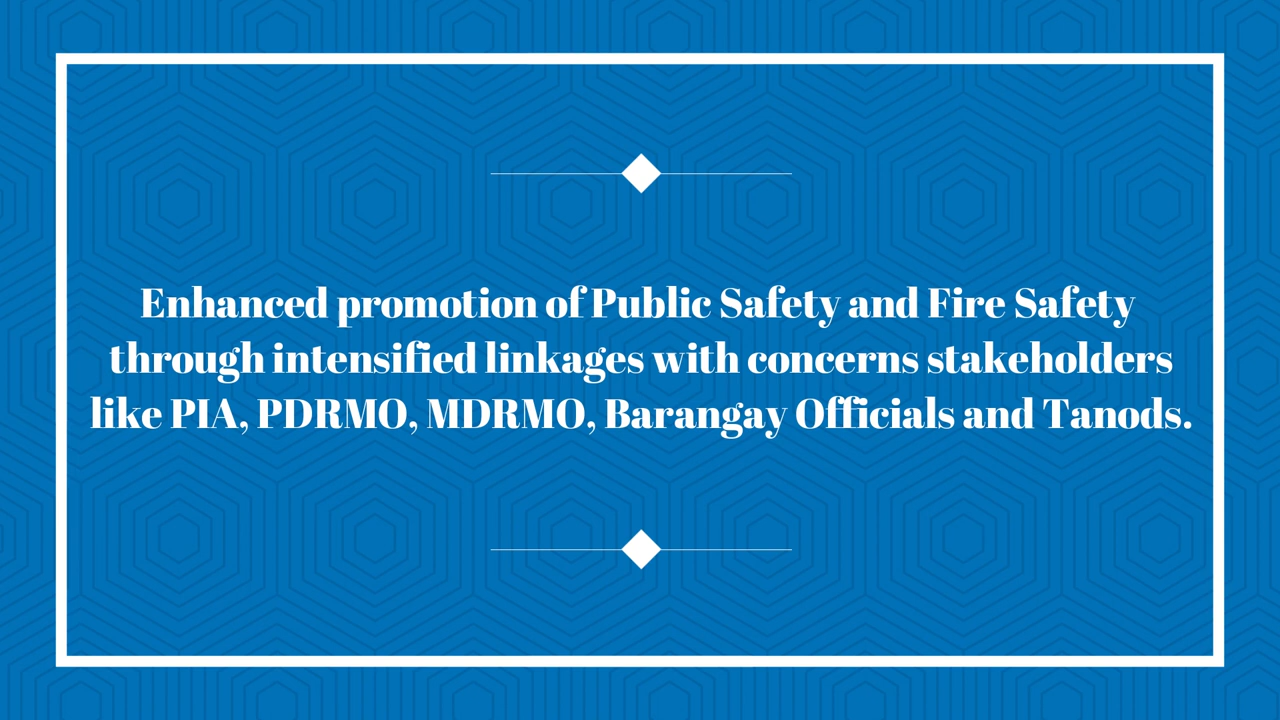 Enhanced promotion of Public Safety and Fire Safety
through intensified linkages with concerns stakeholders
like PIA, PDRMO, MDRMO, Barangay Officials and Tanods.